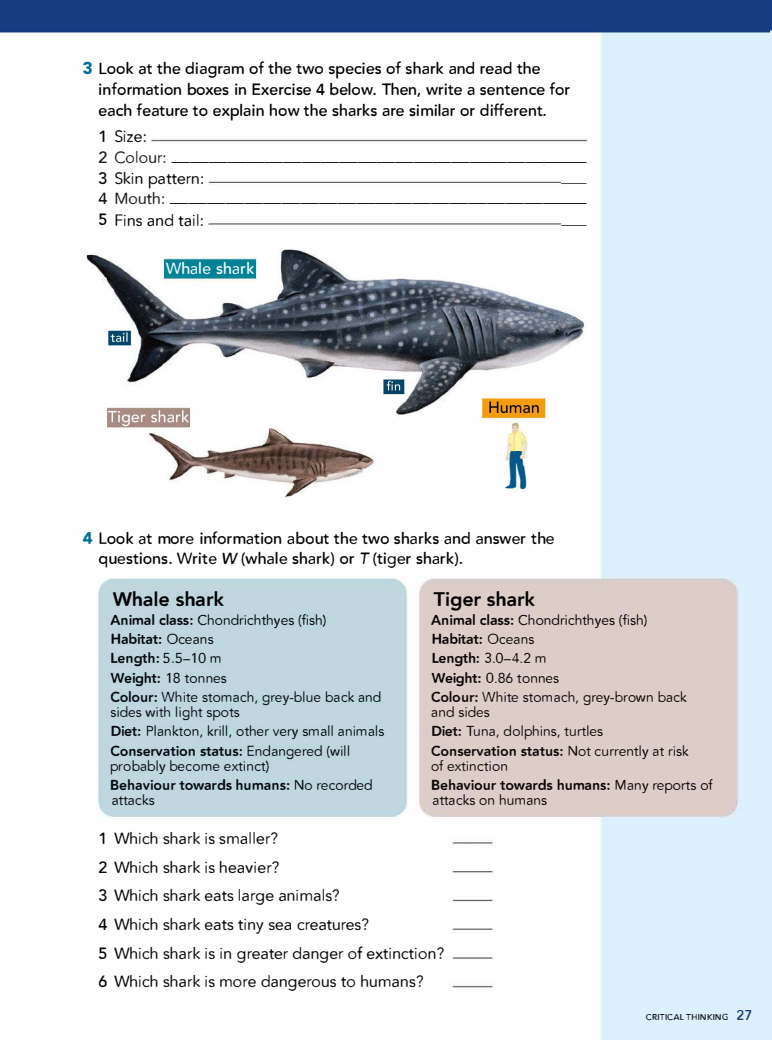 3 Look at the diagram of the two species of shark and read the
information boxes in Exercise 4 below. Then, write a sentence for
each feature to explain how the sharks are similar or different.
1 Size:
2 Colour:
3 Skin pattern:
4 Mouth:
5 Fins and tail:
Whale shark
tail
fin
Human
Tiger shark
4 Look at more information about the two sharks and answer the
questions. Write W (whale shark) or T (tiger shark).
Whale shark
Animal class: Chondrichthyes (fish)
Habitat: Oceans
Length: 5.5–10 m
Weight: 18 tonnes
Colour: White stomach, grey-blue back and
sides with light spots
Diet: Plankton, krill, other very small animals
Conservation status: Endangered (will
probably become extinct)
Behaviour towards humans: No recorded
attacks
Tiger shark
Animal class: Chondrichthyes (fish)
Habitat: Oceans
Length: 3.0–4.2 m
Weight: 0.86 tonnes
Colour: White stomach, grey-brown back
and sides
Diet: Tuna, dolphins, turtles
Conservation status: Not currently at risk
of extinction
Behaviour towards humans: Many reports of
attacks on humans
1 Which shark is smaller?
2 Which shark is heavier?
3 Which shark eats large animals?
4 Which shark eats tiny sea creatures?
5 Which shark is in greater danger of extinction?
6 Which shark is more dangerous to humans?
CRITICAL THINKING 27